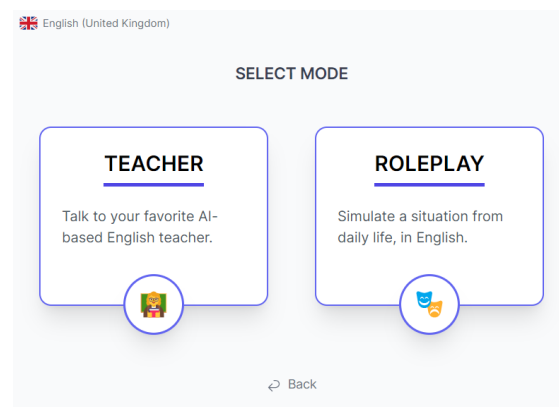 English (United Kingdom)
SELECT MODE
TEACHER
Talk to your favorite AI-
based English teacher.
ROLEPLAY
Simulate a situation from
daily life, in English.
Back